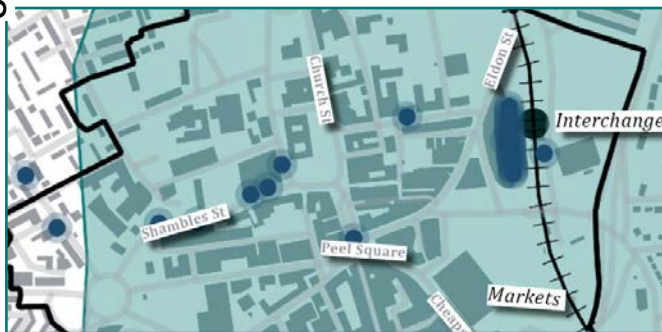 Church St
Eldon St
Interchange
Shambles St
Peel Square
Markets